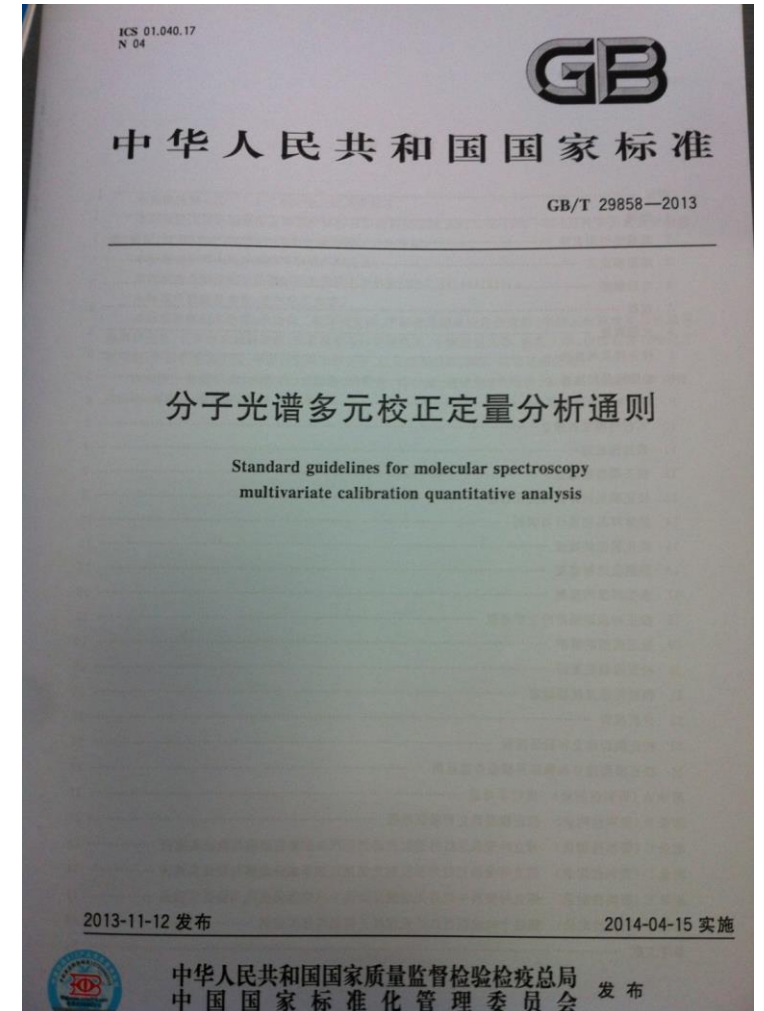 ICS 01.040.17
N 04
GB
中华人民共和国国家标准
GB/T 29858—2013
分子光谱多元校正定量分析通则
Standard guidelines for molecular spectroscopy
multivariate calibration quantitative analysis
2013-11-12 发布
2014-04-15 实施
中华人民共和国国家质量监督检验检疫总局
中国国家标准化管理委员会
发布